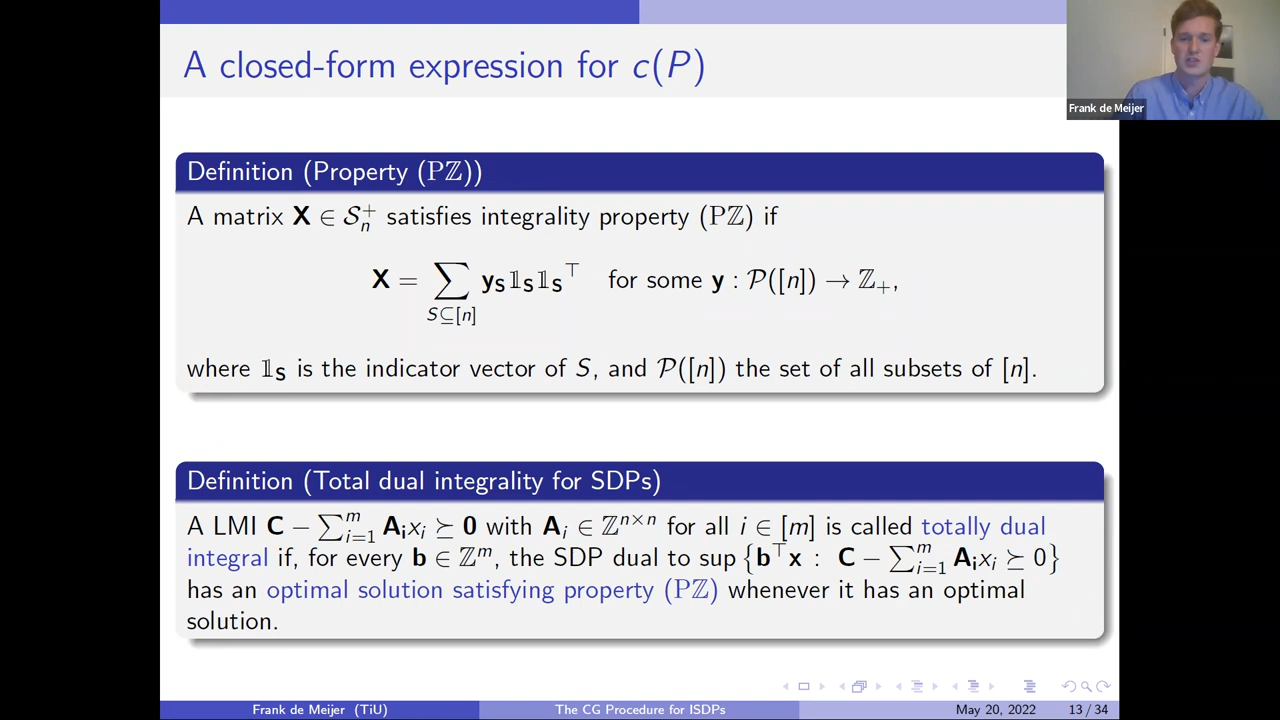 A closed-form expression for c(P)
Frank de Meijer
Definition (Property (Pℤ))
A matrix X ∈ 𝒮ₙ⁺ satisfies integrality property (Pℤ) if
X = ∑_{S⊆[n]} y_S 𝟙_S 𝟙_S^⊤ for some y : 𝒫([n]) → ℤ₊,
where 𝟙_S is the indicator vector of S, and 𝒫([n]) the set of all subsets of [n].
Definition (Total dual integrality for SDPs)
A LMI C − ∑_{i=1}^m A_i x_i ⪰ 0 with A_i ∈ ℤ^{n×n} for all i ∈ [m] is called totally dual
integral if, for every b ∈ ℤ^m, the SDP dual to sup {b^⊤x : C − ∑_{i=1}^m A_i x_i ⪰ 0}
has an optimal solution satisfying property (Pℤ) whenever it has an optimal
solution.
Frank de Meijer (TiU) The CG Procedure for ISDPs May 20, 2022 13 / 34